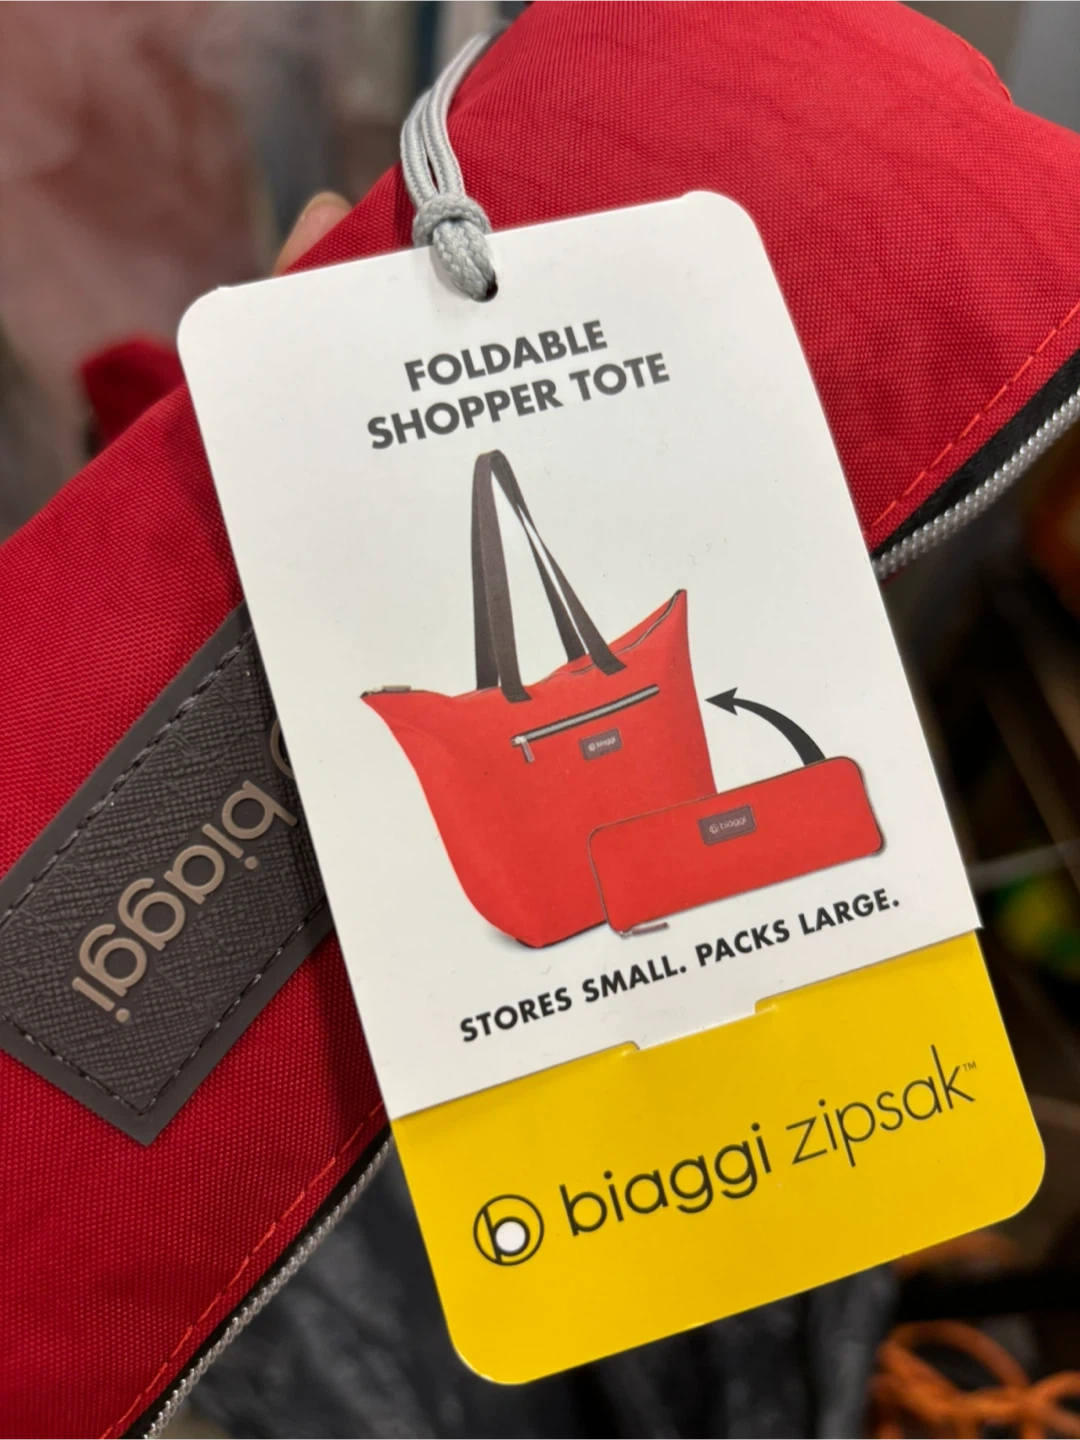 FOLDABLE
SHOPPER TOTE
biaggi
biaggi
STORES SMALL. PACKS LARGE.
biaggi zipsak™
biaggi